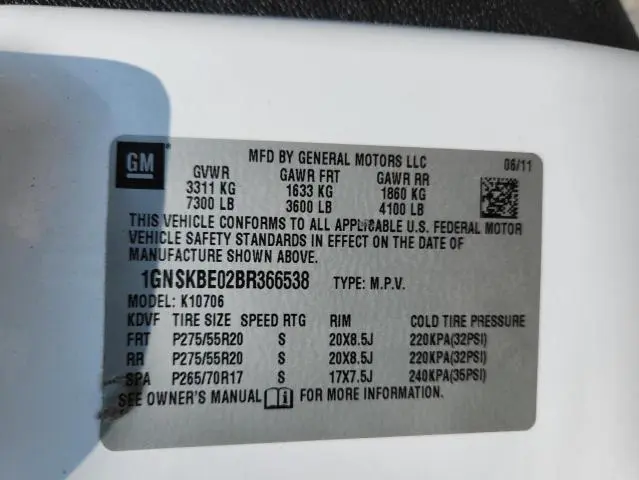 GM
MFD BY GENERAL MOTORS LLC 06/11
GVWR GAWR FRT GAWR RR
3311 KG 1633 KG 1860 KG
7300 LB 3600 LB 4100 LB
THIS VEHICLE CONFORMS TO ALL APPLICABLE U.S. FEDERAL MOTOR
VEHICLE SAFETY STANDARDS IN EFFECT ON THE DATE OF
MANUFACTURE SHOWN ABOVE.
1GNSKBE02BR366538 TYPE: M.P.V.
MODEL: K10706
KDVF TIRE SIZE SPEED RTG RIM COLD TIRE PRESSURE
FRT P275/55R20 S 20X8.5J 220KPA(32PSI)
RR P275/55R20 S 20X8.5J 220KPA(32PSI)
SPA P265/70R17 S 17X7.5J 240KPA(35PSI)
SEE OWNER'S MANUAL i FOR MORE INFORMATION.